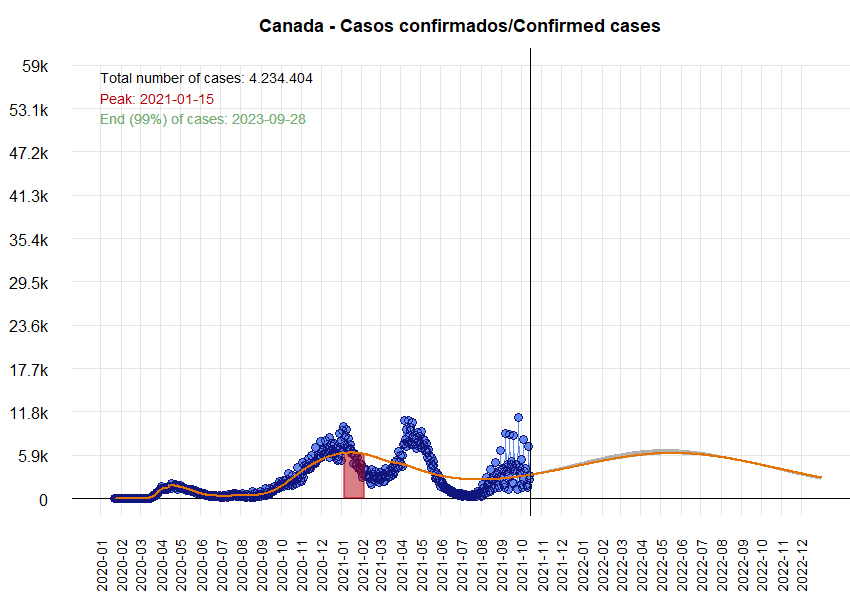 Canada - Casos confirmados/Confirmed cases
59k
Total number of cases: 4.234.404
Peak: 2021-01-15
End (99%) of cases: 2023-09-28
53.1k
47.2k
41.3k
35.4k
29.5k
23.6k
17.7k
11.8k
5.9k
0
2020-01
2020-02
2020-03
2020-04
2020-05
2020-06
2020-07
2020-08
2020-09
2020-10
2020-11
2020-12
2021-01
2021-02
2021-03
2021-04
2021-05
2021-06
2021-07
2021-08
2021-09
2021-10
2021-11
2021-12
2022-01
2022-02
2022-03
2022-04
2022-05
2022-06
2022-07
2022-08
2022-09
2022-10
2022-11
2022-12